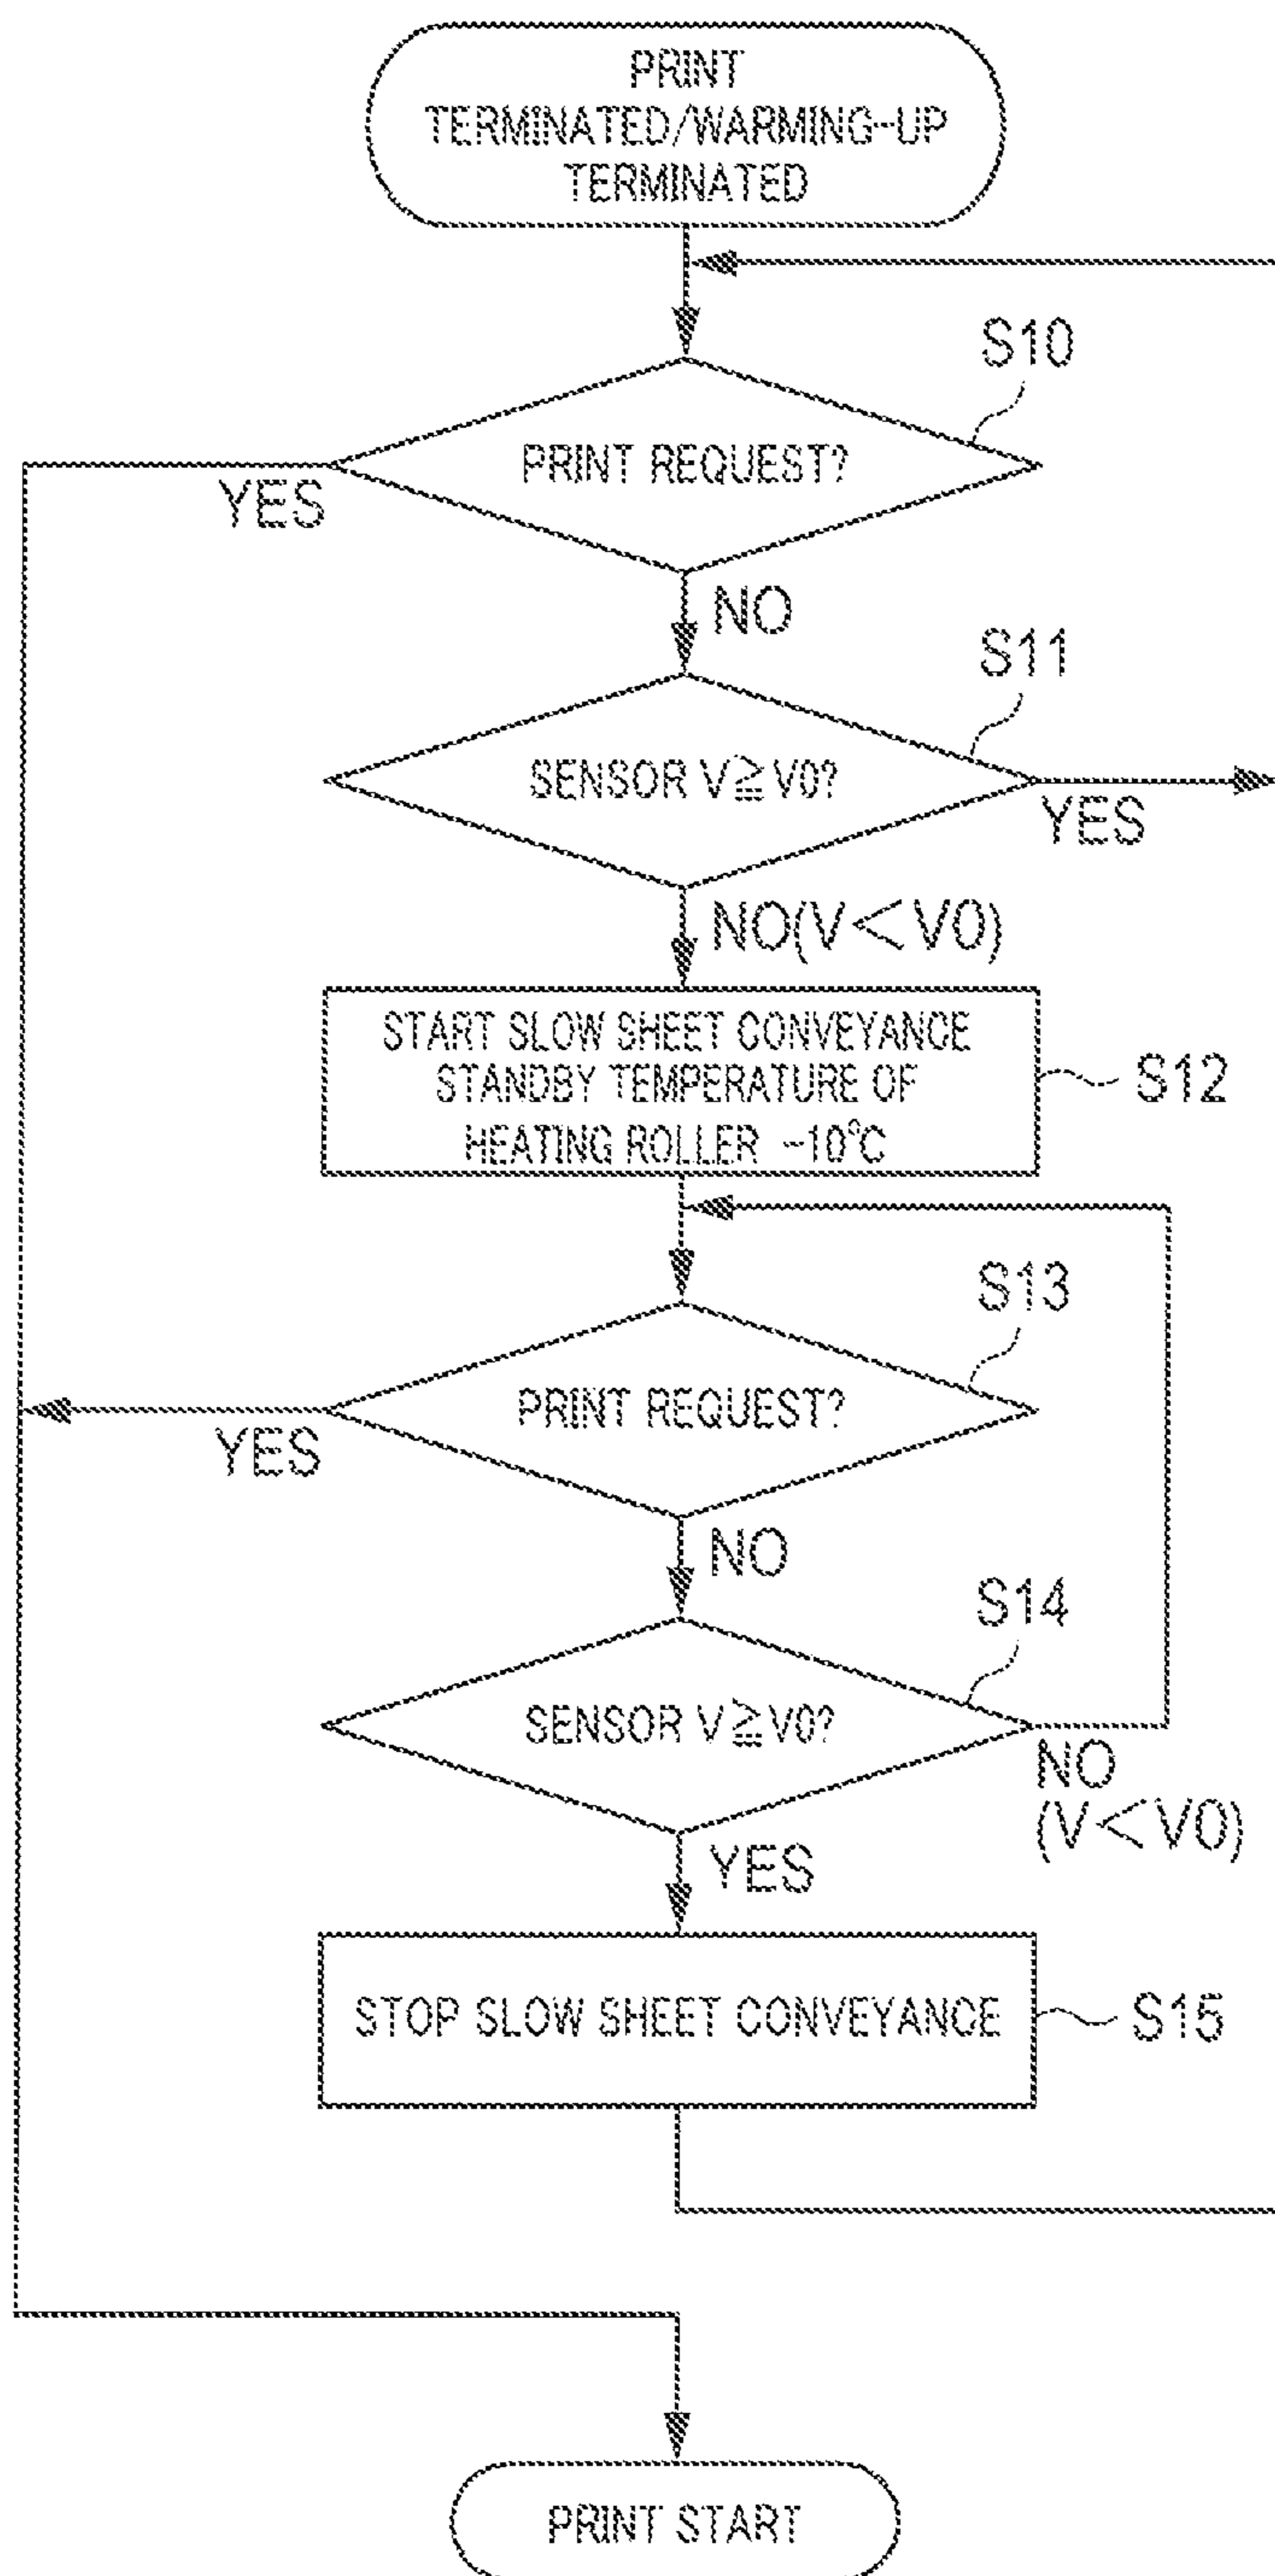 PRINT
TERMINATED/WARMING-UP
TERMINATED
S10
PRINT REQUEST?
YES
NO
S11
SENSOR V≧V0?
YES
NO(V<V0)
START SLOW SHEET CONVEYANCE
STANDBY TEMPERATURE OF
HEATING ROLLER -10°C
S12
S13
PRINT REQUEST?
YES
NO
S14
SENSOR V≧V0?
NO
(V<V0)
YES
STOP SLOW SHEET CONVEYANCE
S15
PRINT START